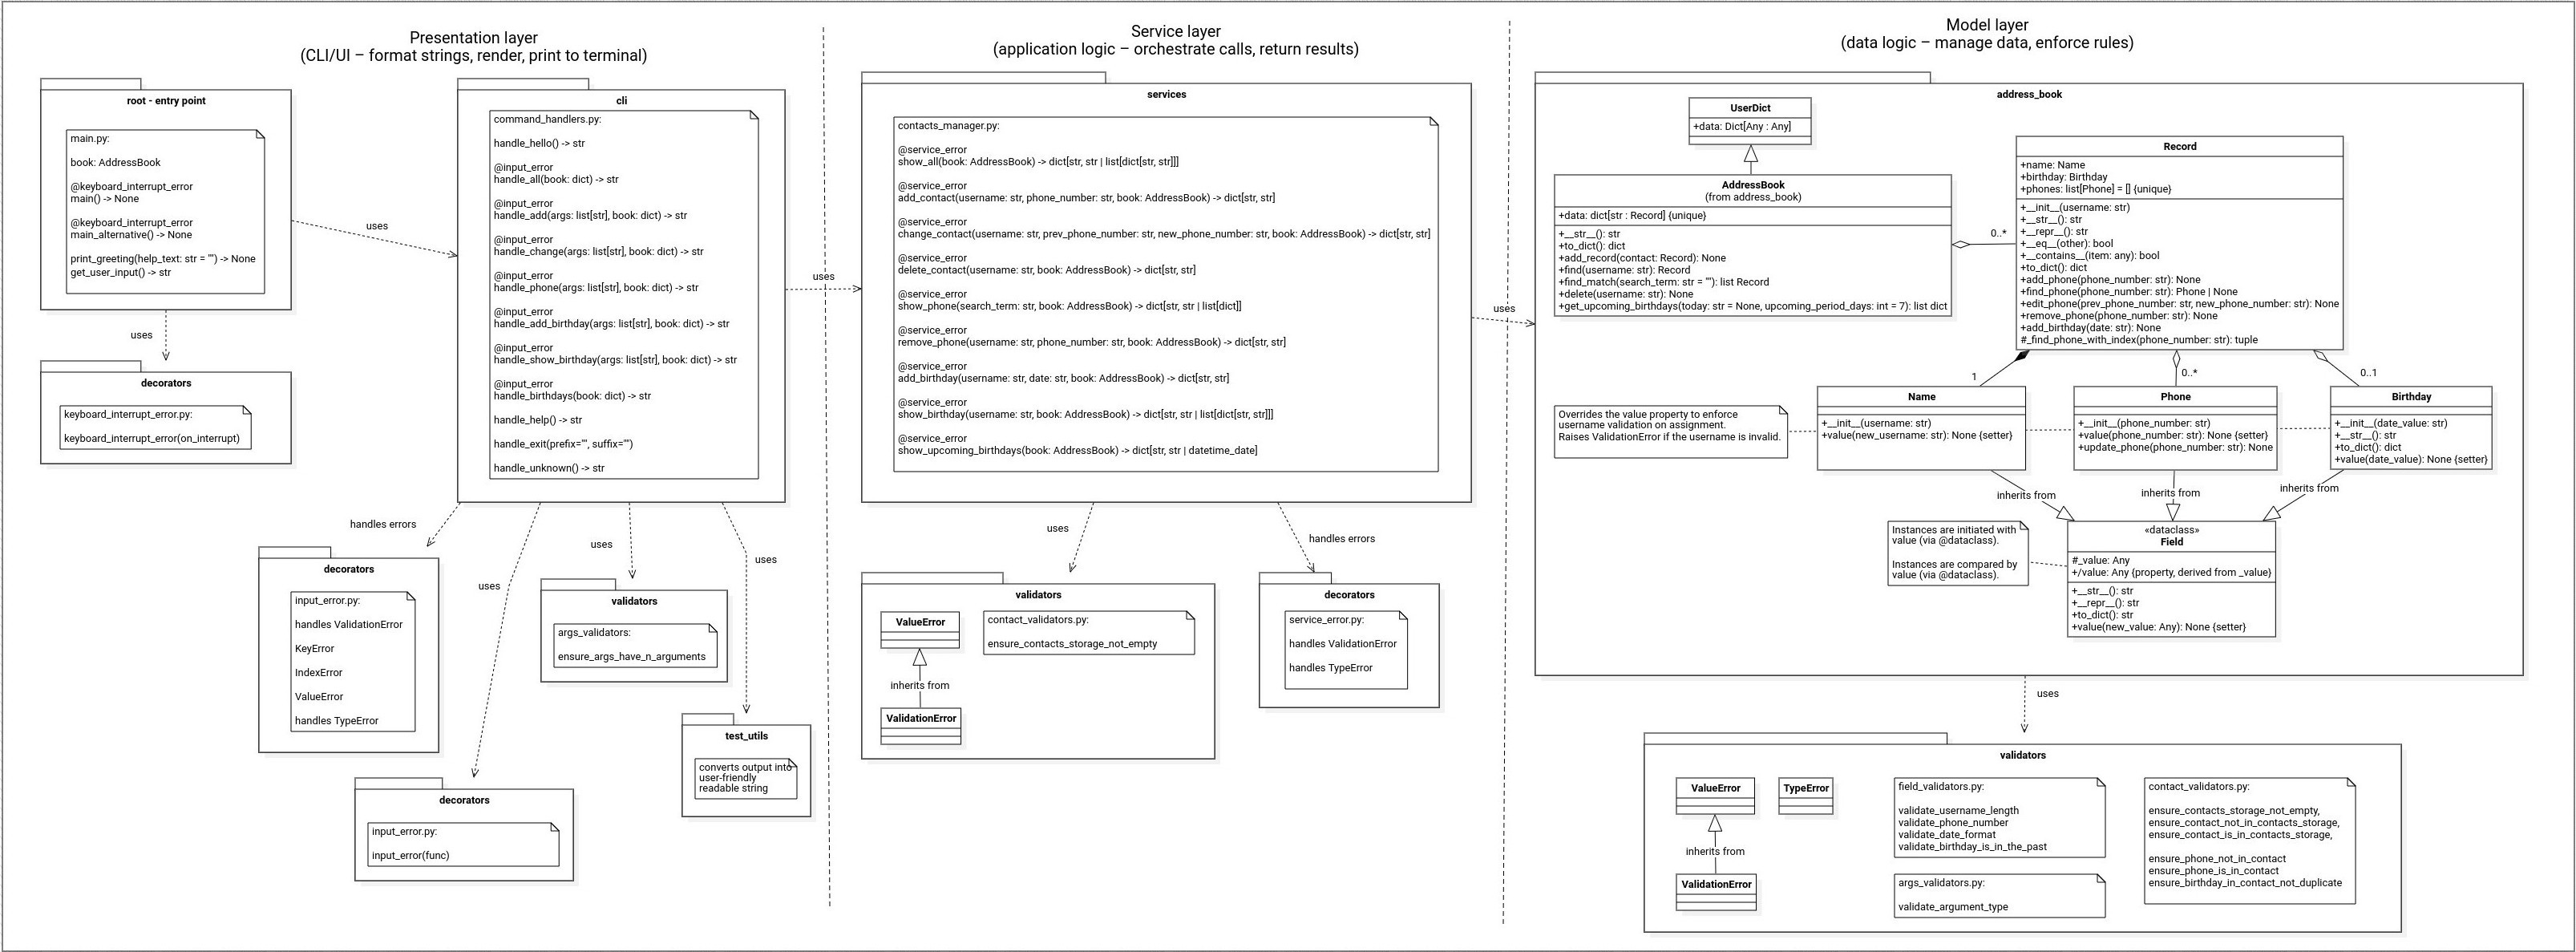 Presentation layer
(CLI/UI – format strings, render, print to terminal)
root - entry point
main.py:
book: AddressBook
@keyboard_interrupt_error
main() -> None
@keyboard_interrupt_error
main_alternative() -> None
print_greeting(help_text: str = "") -> None
get_user_input() -> str
uses
uses
decorators
keyboard_interrupt_error.py:
keyboard_interrupt_error(on_interrupt)
cli
command_handlers.py:
handle_hello() -> str
@input_error
handle_all(book: dict) -> str
@input_error
handle_add(args: list[str], book: dict) -> str
@input_error
handle_change(args: list[str], book: dict) -> str
@input_error
handle_phone(args: list[str], book: dict) -> str
@input_error
handle_add_birthday(args: list[str], book: dict) -> str
@input_error
handle_show_birthday(args: list[str], book: dict) -> str
@input_error
handle_birthdays(book: dict) -> str
handle_help() -> str
handle_exit(prefix="", suffix="")
handle_unknown() -> str
handles errors
uses
uses
uses
decorators
input_error.py:
handles ValidationError
KeyError
IndexError
ValueError
handles TypeError
validators
args_validators:
ensure_args_have_n_arguments
test_utils
converts output into
user-friendly
readable string
decorators
input_error.py:
input_error(func)
uses
Service layer
(application logic – orchestrate calls, return results)
services
contacts_manager.py:
@service_error
show_all(book: AddressBook) -> dict[str, str | list[dict[str, str]]]
@service_error
add_contact(username: str, phone_number: str, book: AddressBook) -> dict[str, str]
@service_error
change_contact(username: str, prev_phone_number: str, new_phone_number: str, book: AddressBook) -> dict[str, str]
@service_error
delete_contact(username: str, book: AddressBook) -> dict[str, str]
@service_error
show_phone(search_term: str, book: AddressBook) -> dict[str, str | list[dict]]
@service_error
remove_phone(username: str, phone_number: str, book: AddressBook) -> dict[str, str]
@service_error
add_birthday(username: str, date: str, book: AddressBook) -> dict[str, str]
@service_error
show_birthday(username: str, book: AddressBook) -> dict[str, str | list[dict[str, str]]]
@service_error
show_upcoming_birthdays(book: AddressBook) -> dict[str, str | datetime_date]
uses
handles errors
validators
ValueError
inherits from
ValidationError
contact_validators.py:
ensure_contacts_storage_not_empty
decorators
service_error.py:
handles ValidationError
handles TypeError
uses
Model layer
(data logic – manage data, enforce rules)
address_book
UserDict
+data: Dict[Any : Any]
AddressBook
(from address_book)
+data: dict[str : Record] {unique}
+__str__(): str
+to_dict(): dict
+add_record(contact: Record): None
+find(username: str): Record
+find_match(search_term: str = ""): list Record
+delete(username: str): None
+get_upcoming_birthdays(today: str = None, upcoming_period_days: int = 7): list dict
0..*
Record
+name: Name
+birthday: Birthday
+phones: list[Phone] = [] {unique}
+__init__(username: str)
+__str__(): str
+__repr__(): str
+__eq__(other): bool
+__contains__(item: any): bool
+to_dict(): dict
+add_phone(phone_number: str): None
+find_phone(phone_number: str): Phone | None
+edit_phone(prev_phone_number: str, new_phone_number: str): None
+remove_phone(phone_number: str): None
+add_birthday(date: str): None
#_find_phone_with_index(phone_number: str): tuple
1
0..*
0..1
Overrides the value property to enforce
username validation on assignment.
Raises ValidationError if the username is invalid.
Name
+__init__(username: str)
+value(new_username: str): None {setter}
Phone
+__init__(phone_number: str)
+value(phone_number: str): None {setter}
+update_phone(phone_number: str): None
Birthday
+__init__(date_value: str)
+__str__(): str
+to_dict(): dict
+value(date_value): None {setter}
inherits from
inherits from
inherits from
Instances are initiated with
value (via @dataclass).
Instances are compared by
value (via @dataclass).
«dataclass»
Field
#_value: Any
+/value: Any {property, derived from _value}
+__str__(): str
+__repr__(): str
+to_dict(): str
+value(new_value: Any): None {setter}
uses
validators
ValueError
inherits from
ValidationError
TypeError
field_validators.py:
validate_username_length
validate_phone_number
validate_date_format
validate_birthday_is_in_the_past
args_validators.py:
validate_argument_type
contact_validators.py:
ensure_contacts_storage_not_empty,
ensure_contact_not_in_contacts_storage,
ensure_contact_is_in_contacts_storage,
ensure_phone_not_in_contact
ensure_phone_is_in_contact
ensure_birthday_in_contact_not_duplicate